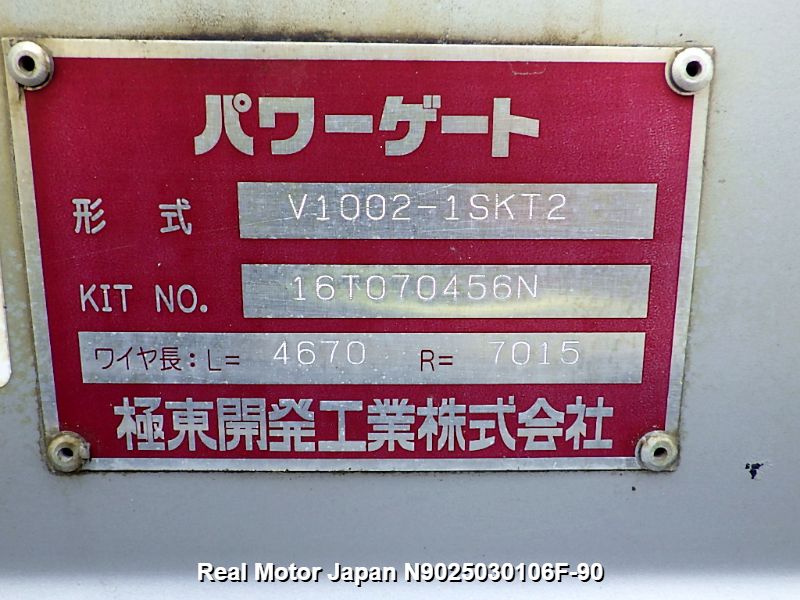 パワーゲート
形 式 V1002-1SKT2
KIT NO. 16T070456N
ワイヤ長:L= 4670 R= 7015
極東開発工業株式会社
Real Motor Japan N9025030106F-90